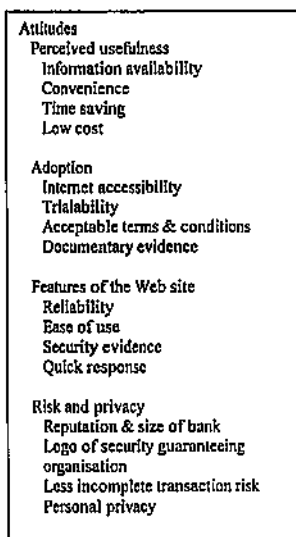 Attitudes
Perceived usefulness
Information availability
Convenience
Time saving
Low cost
Adoption
Internet accessibility
Trialability
Acceptable terms & conditions
Documentary evidence
Features of the Web site
Reliability
Ease of use
Security evidence
Quick response
Risk and privacy
Reputation & size of bank
Logo of security guaranteeing
organisation
Less incomplete transaction risk
Personal privacy